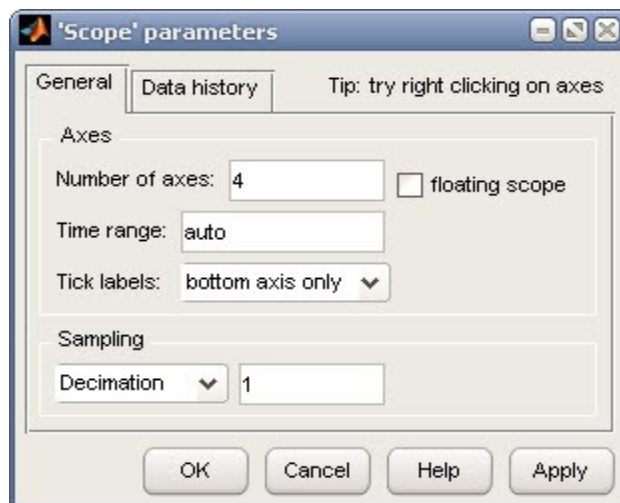 'Scope' parameters
General Data history Tip: try right clicking on axes
Axes
Number of axes: 4 floating scope
Time range: auto
Tick labels: bottom axis only
Sampling
Decimation 1
OK Cancel Help Apply